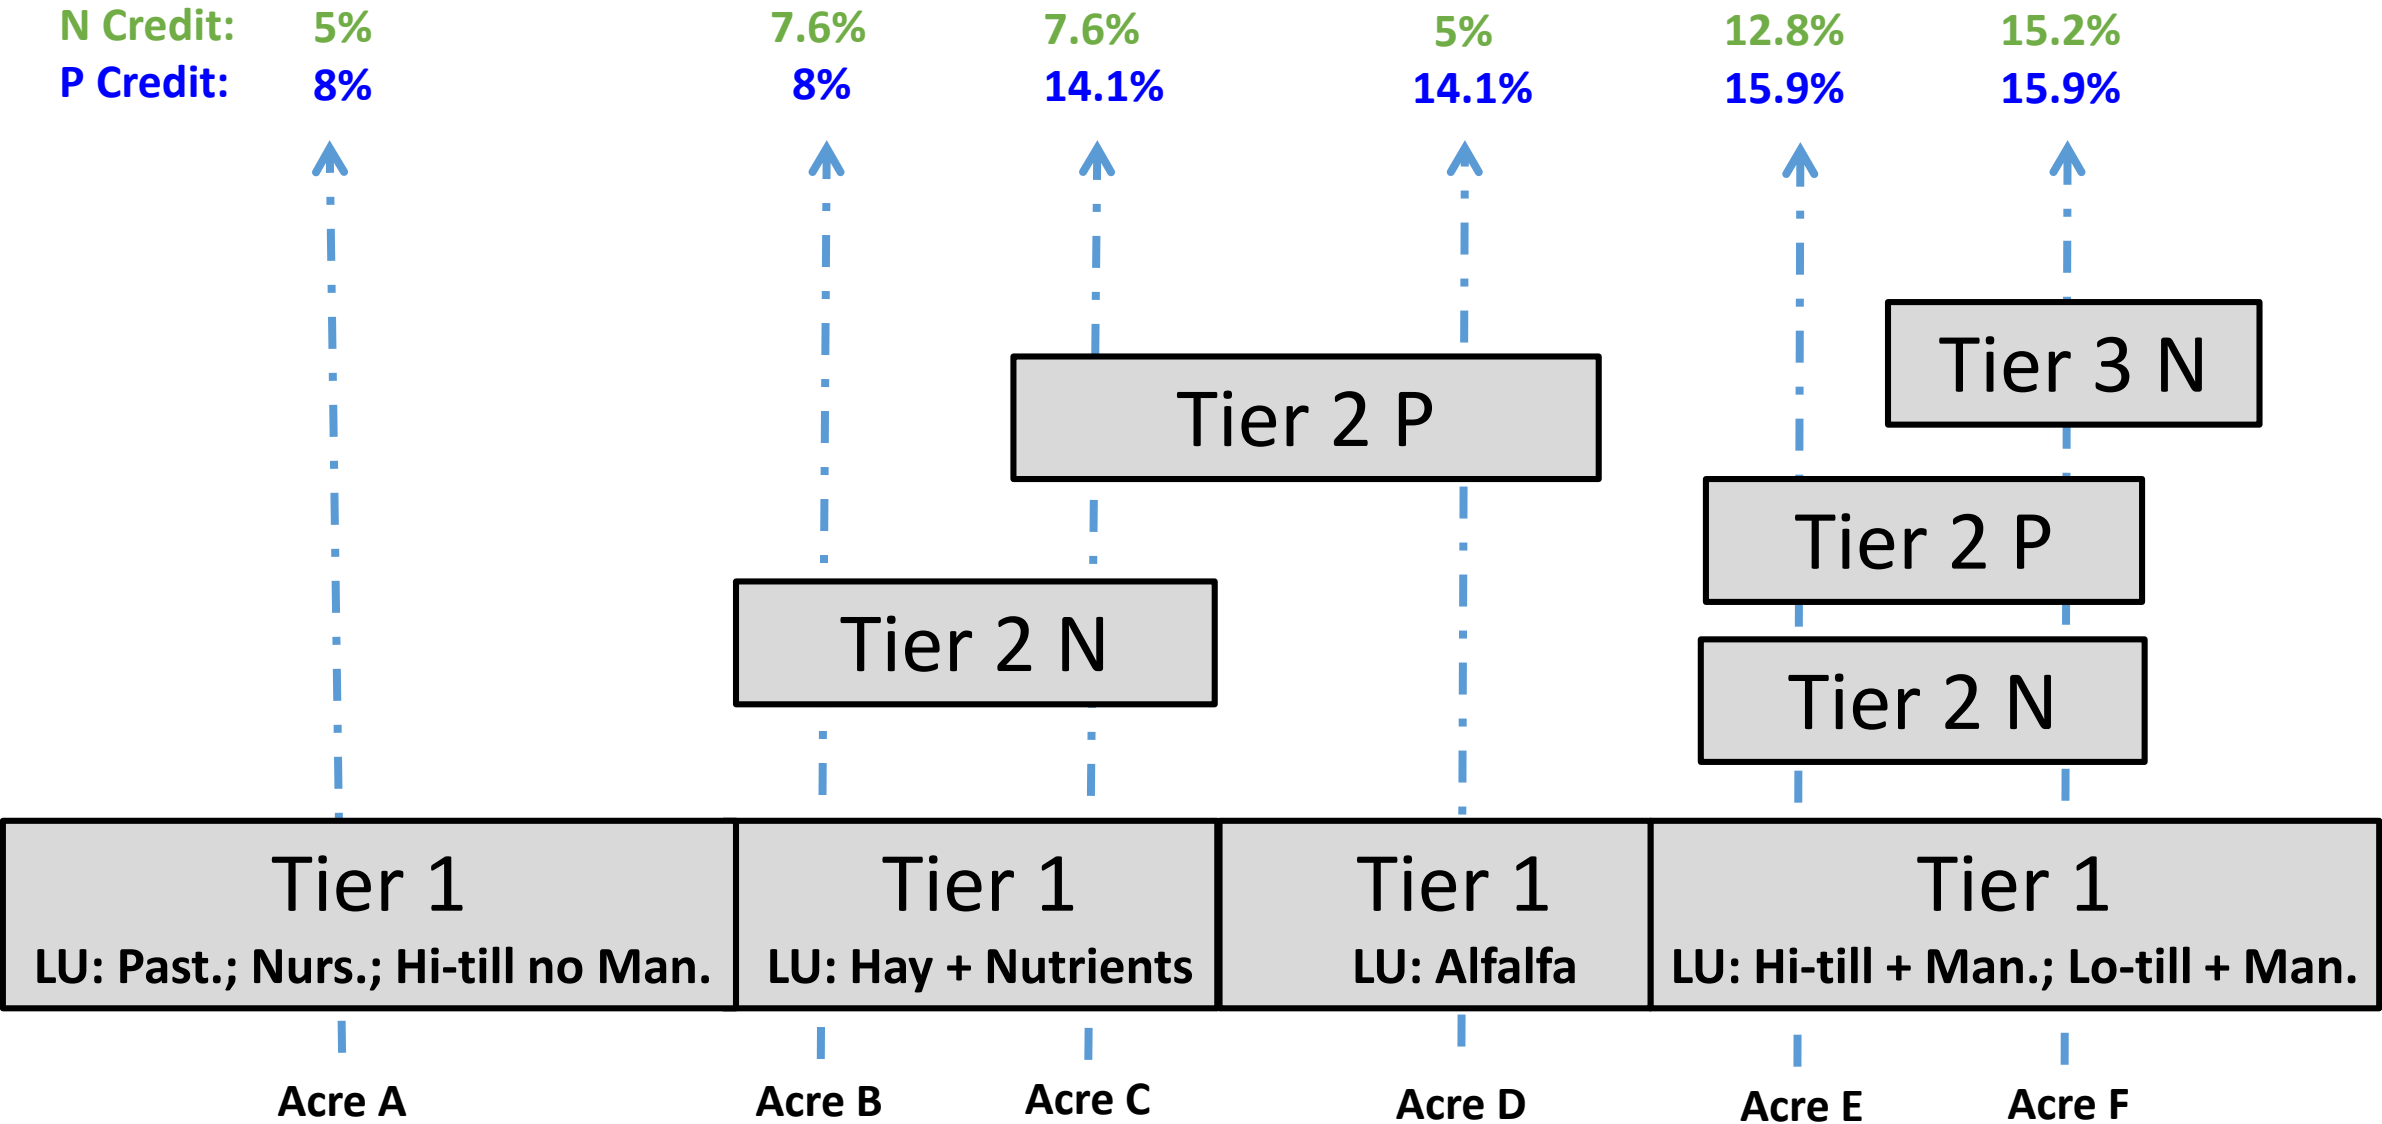 N Credit: 5% 7.6% 7.6% 5% 12.8% 15.2%
P Credit: 8% 8% 14.1% 14.1% 15.9% 15.9%
Tier 3 N
Tier 2 P
Tier 2 P
Tier 2 N
Tier 2 N
Tier 1
LU: Past.; Nurs.; Hi-till no Man.
Tier 1
LU: Hay + Nutrients
Tier 1
LU: Alfalfa
Tier 1
LU: Hi-till + Man.; Lo-till + Man.
Acre A Acre B Acre C Acre D Acre E Acre F